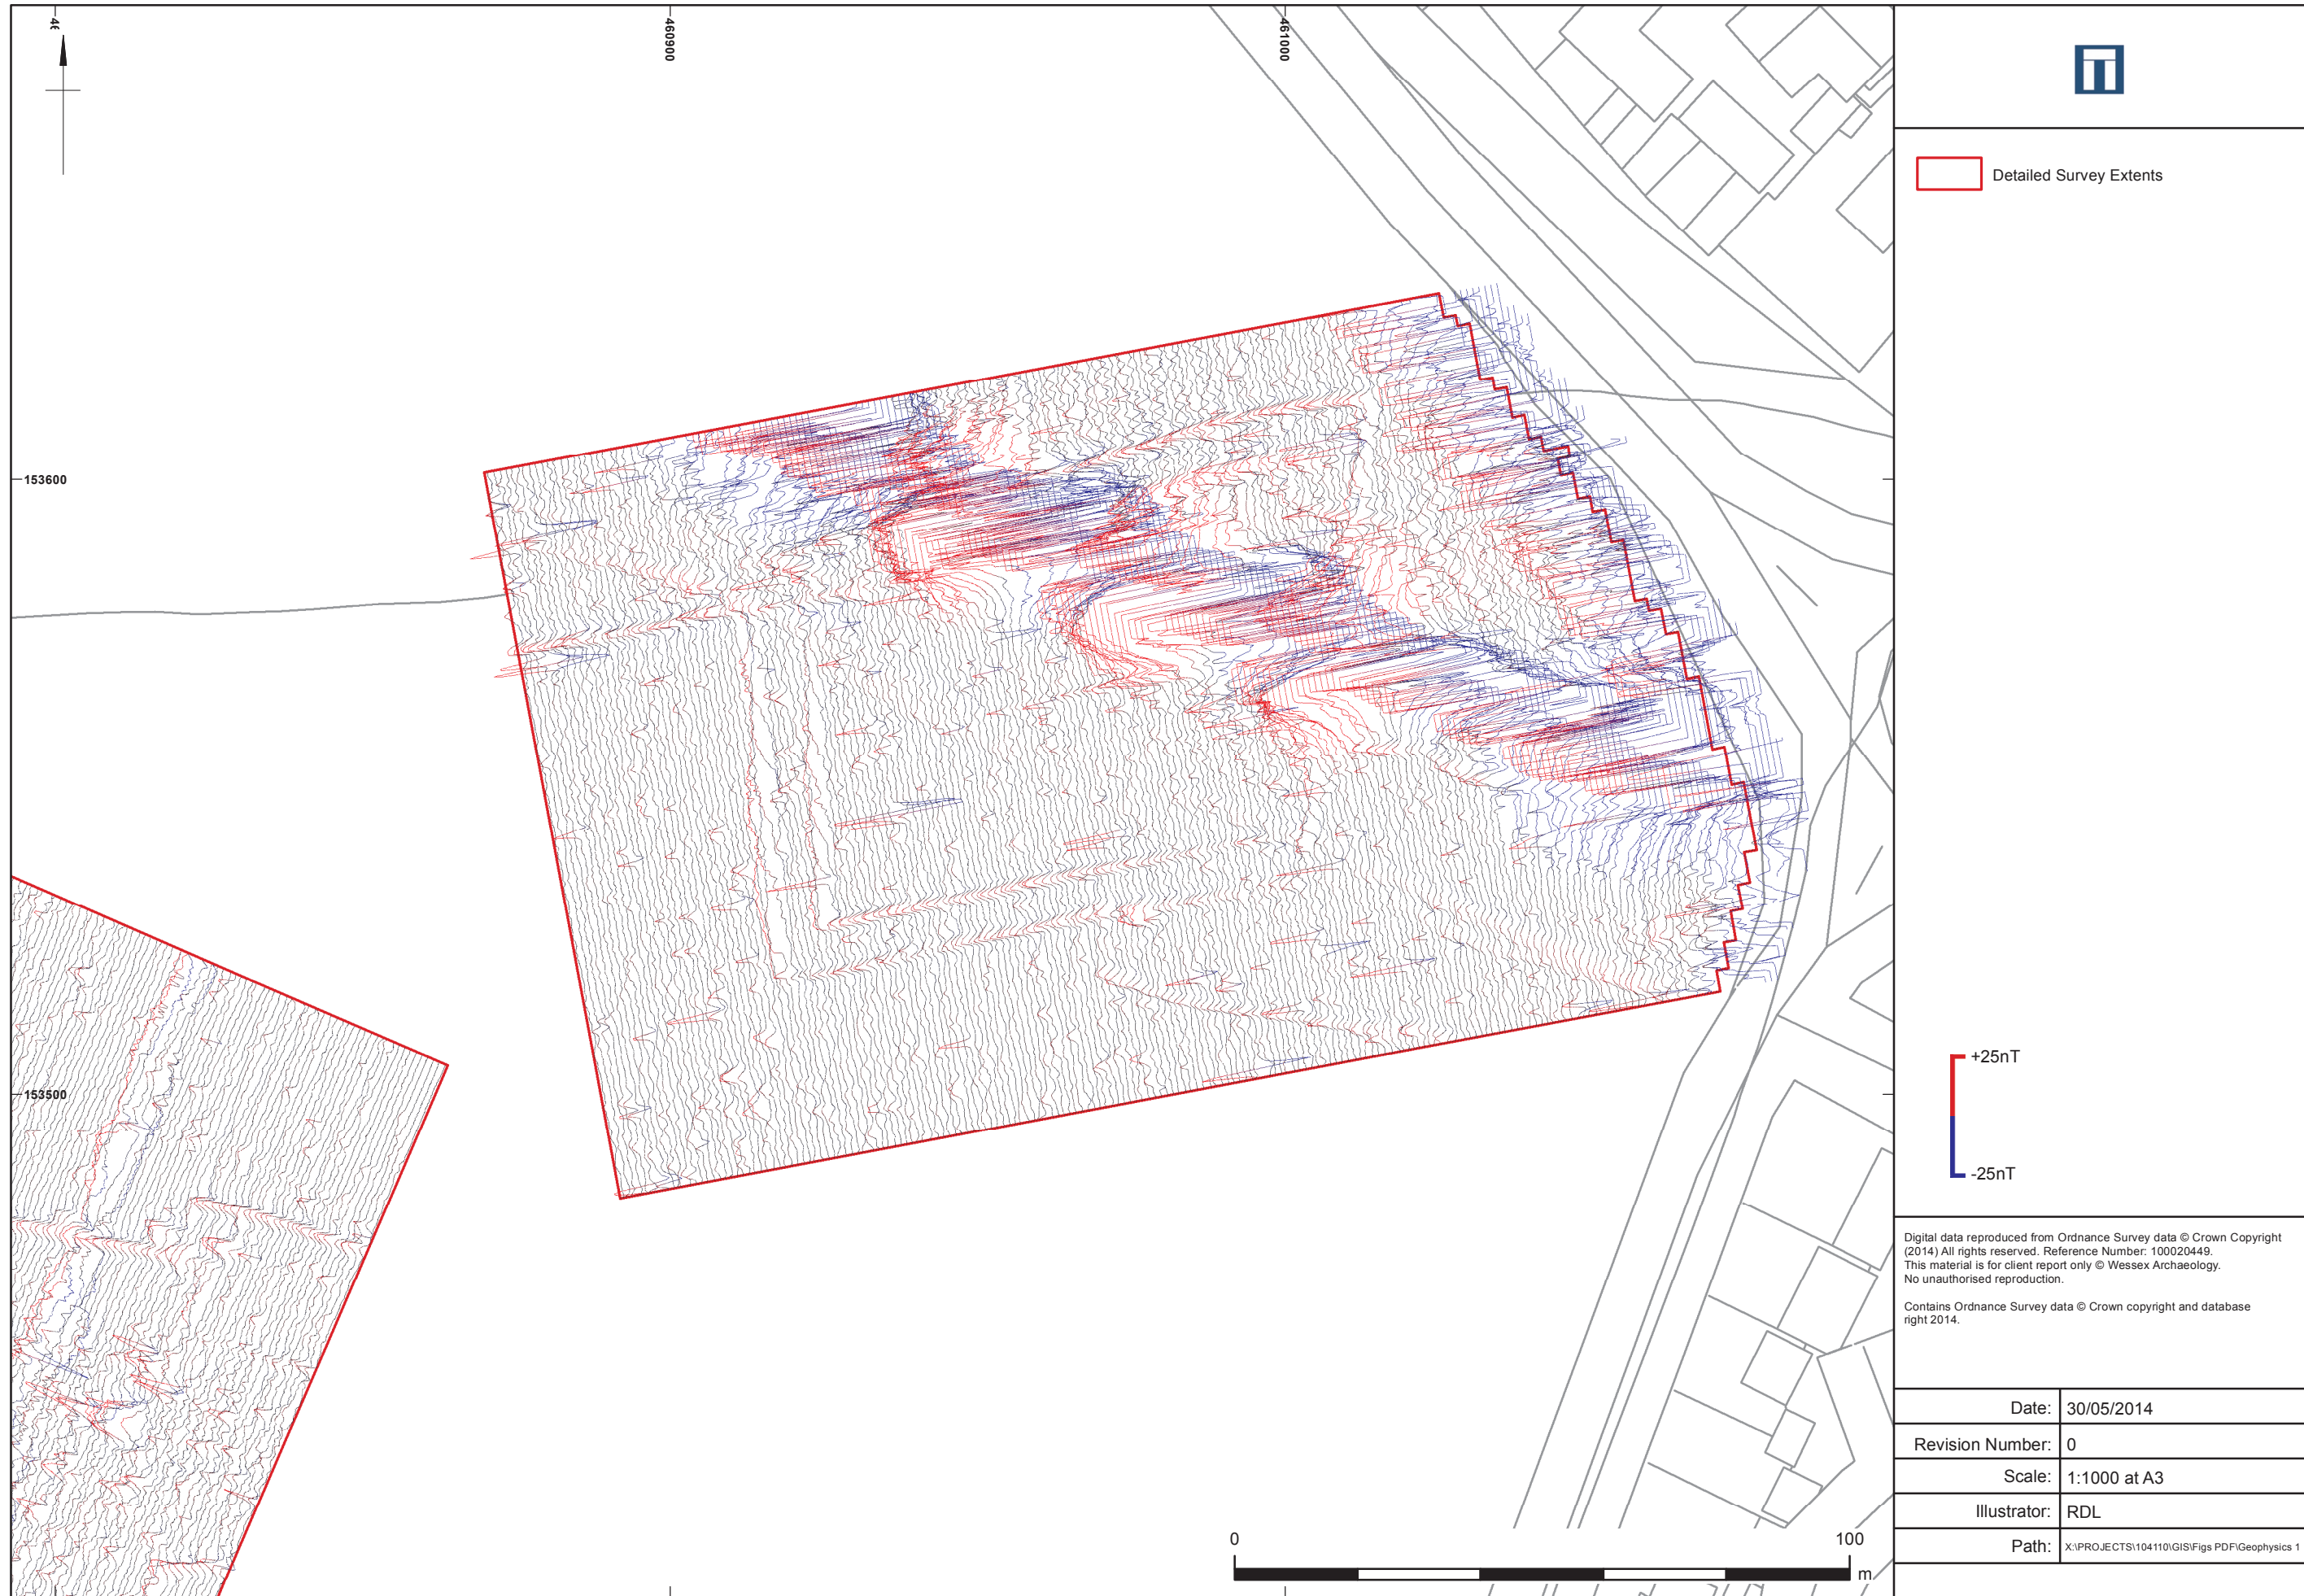 460900
461000
153600
153500
Detailed Survey Extents
+25nT
-25nT
Digital data reproduced from Ordnance Survey data © Crown Copyright
(2014) All rights reserved. Reference Number: 100020449.
This material is for client report only © Wessex Archaeology.
No unauthorised reproduction.
Contains Ordnance Survey data © Crown copyright and database
right 2014.
Date: 30/05/2014
Revision Number: 0
Scale: 1:1000 at A3
Illustrator: RDL
Path: X:\PROJECTS\104110\GIS\Figs PDF\Geophysics 1
0 100
m